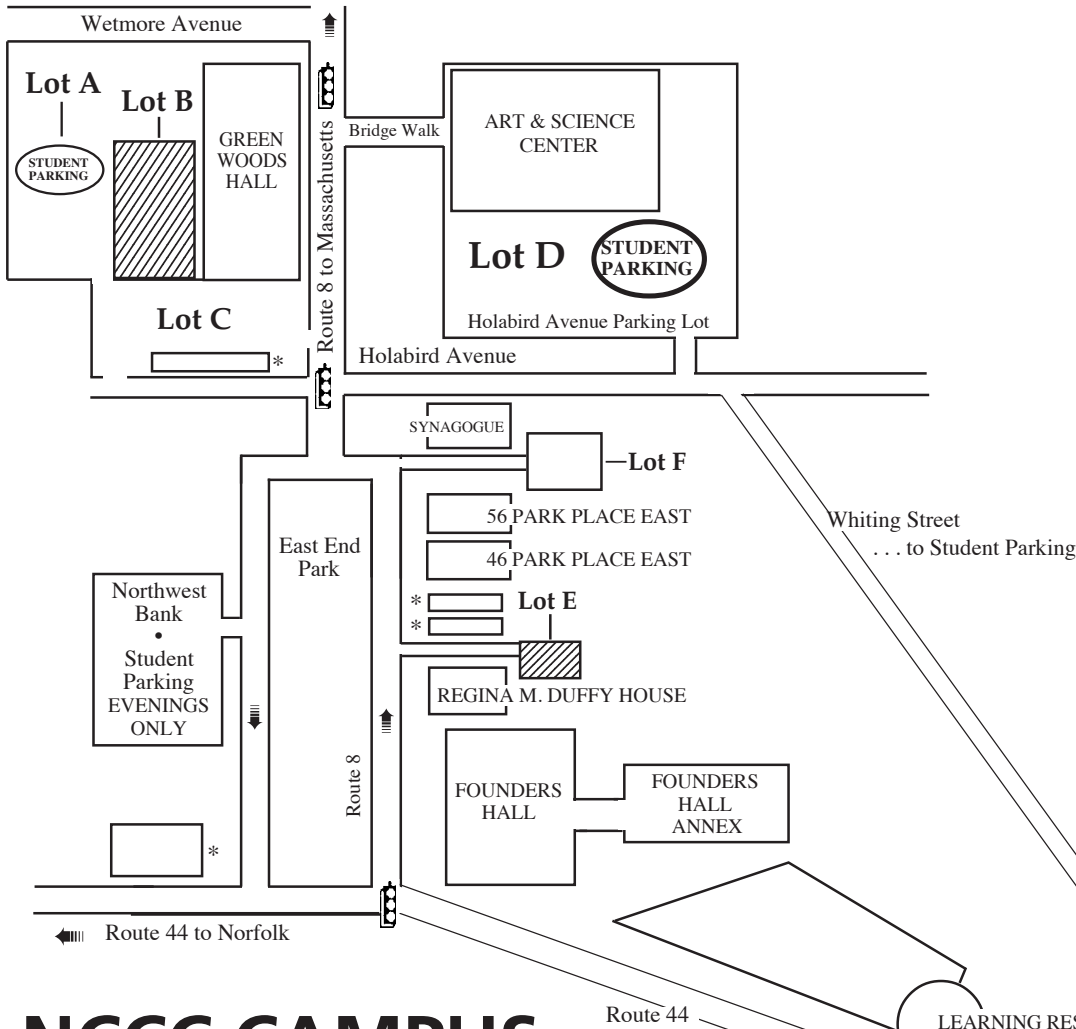 Wetmore Avenue
Lot A
Lot B
STUDENT
PARKING
GREEN
WOODS
HALL
Route 8 to Massachusetts
Bridge Walk
ART & SCIENCE
CENTER
Lot D
STUDENT
PARKING
Holabird Avenue Parking Lot
Lot C
*
Holabird Avenue
SYNAGOGUE
Lot F
56 PARK PLACE EAST
46 PARK PLACE EAST
Whiting Street
. . . to Student Parking
East End
Park
Northwest
Bank
•
Student
Parking
EVENINGS
ONLY
*
*
Lot E
REGINA M. DUFFY HOUSE
Route 8
FOUNDERS
HALL
FOUNDERS
HALL
ANNEX
*
Route 44 to Norfolk
Route 44
LEARNING RES
NCCC CAMPUS